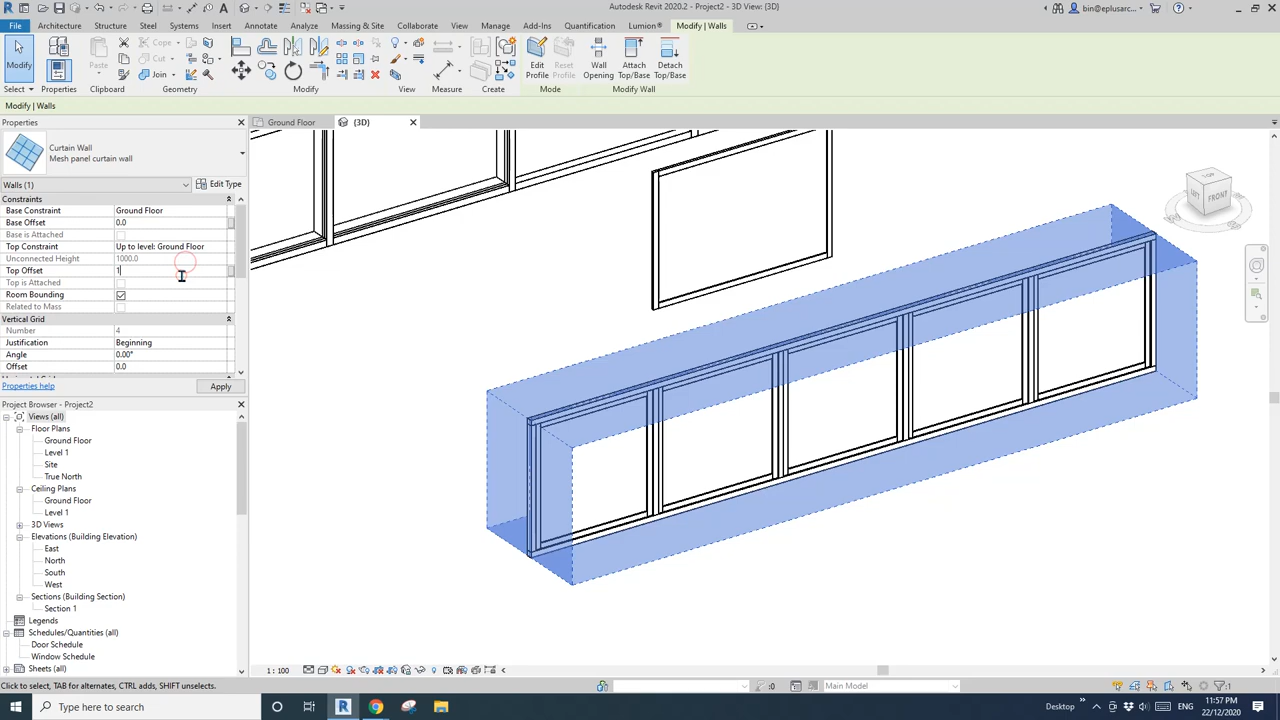 Autodesk Revit 2020.2 - Project2 - 3D View: {3D}
bin@eplusarc...
File Architecture Structure Steel Systems Insert Annotate Analyze Massing & Site Collaborate View Manage Add-Ins Quantification Lumion® Modify | Walls
Modify
Properties
Paste
Cope
Cut
Join
Edit Profile
Reset Profile
Wall Opening
Attach Top/Base
Detach Top/Base
Select Properties Clipboard Geometry Modify View Measure Create Mode Modify Wall
Modify | Walls
Properties
Ground Floor
{3D}
Curtain Wall
Mesh panel curtain wall
Walls (1)
Edit Type
Constraints
Base Constraint Ground Floor
Base Offset 0.0
Base is Attached
Top Constraint Up to level: Ground Floor
Unconnected Height 1000.0
Top Offset 1
Top is Attached
Room Bounding
Related to Mass
Vertical Grid
Number 4
Justification Beginning
Angle 0.00°
Offset 0.0
Properties help
Apply
TOP
LEFT
FRONT
Project Browser - Project2
Views (all)
Floor Plans
Ground Floor
Level 1
Site
True North
Ceiling Plans
Ground Floor
Level 1
3D Views
Elevations (Building Elevation)
East
North
South
West
Sections (Building Section)
Section 1
Legends
Schedules/Quantities (all)
Door Schedule
Window Schedule
Sheets (all)
1 : 100
Click to select, TAB for alternates, CTRL adds, SHIFT unselects.
:0
Main Model
:1
Type here to search
Desktop
ENG
11:57 PM
22/12/2020